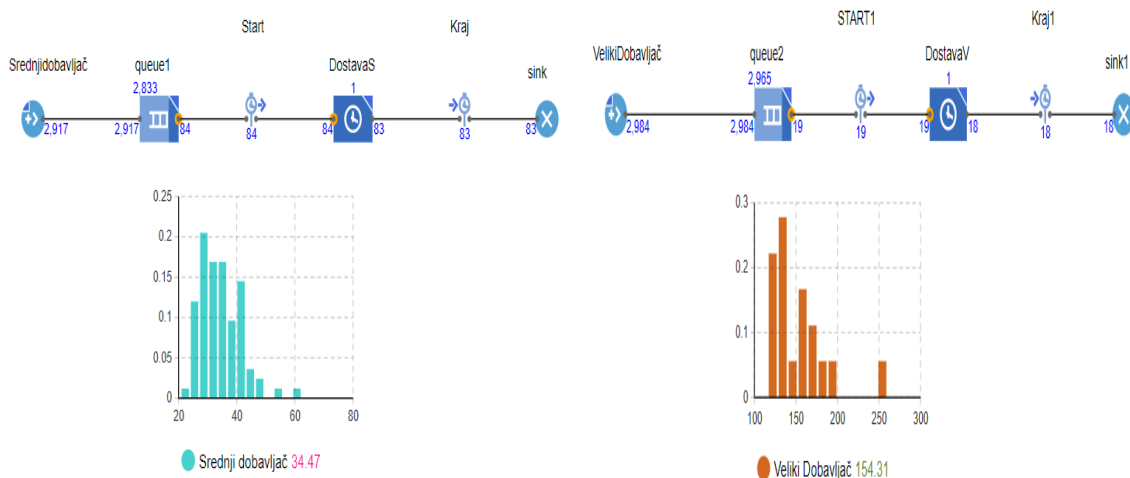 Start
Kraj
Srednjidobavljač
queue1
DostavaS
sink
2,833
1
2,917
2,917
84
84
84
83
83
83
0.25
0.2
0.15
0.1
0.05
0
20
40
60
80
Srednji dobavljač 34.47
START1
Kraj1
VelikiDobavljač
queue2
DostavaV
sink1
2,965
1
2,984
2,984
19
19
19
18
18
18
0.3
0.2
0.1
0
100
150
200
250
300
Veliki Dobavljač 154.31